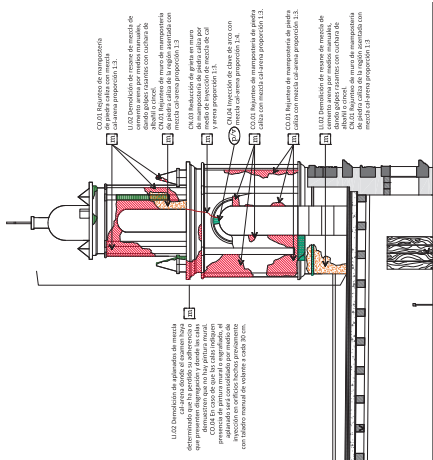 CO.01 Rejunteo de mampostería
de piedra caliza con mezcla
cal-arena proporción 1:3.
LI.02 Demolición de resane de mezcla de
cemento arena por medios manuales,
dando golpes rasantes con cuchara de
albañil o cincel.
CN.01 Rejunteo de muro de mampostería
de piedra caliza de la región asentado con
mezcla cal-arena proporción 1:3
CN.03 Reducción de grieta en muro
de mampostería de piedra caliza por
medio de inyección de mezcla de cal
y arena proporción 1:3.
CN.04 Inyección de clave de arco con
mezcla cal-arena proporción 1:4.
CO.01 Rejunteo de mampostería de piedra
caliza con mezcla cal-arena proporción 1:3.
CO.01 Rejunteo de mampostería de piedra
caliza con mezcla cal-arena proporción 1:3.
LI.02 Demolición de resane de mezcla de
cemento arena por medios manuales,
dando golpes rasantes con cuchara de
albañil o cincel.
CN.01 Rejunteo de muro de mampostería
de piedra caliza de la región asentado con
mezcla cal-arena proporción 1:3
m
m
m
m
m
m
m
LI.02 Demolición de aplanados de mezcla
cal-arena donde el examen haya
determinado que ha perdido su adherencia o
que presenten disgregación y donde las calas
demuestren que no hay pintura mural.
CO.04 En caso de que las calas indiquen
presencia de pintura mural o esgrafiado, el
aplanado será consolidado por medio de
inyección en orificios hechos previamente
con taladro manual de volante a cada 30 cm.